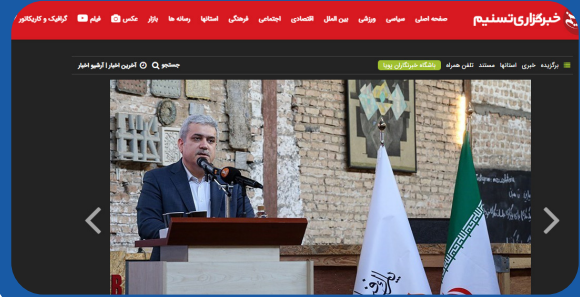 خبرگزاری تسنیم صفحه اصلی سیاسی ورزشی بین الملل اقتصادی اجتماعی فرهنگی استانها رسانه ها بازار عکس فیلم گرافیک و کاریکاتور
برگزیده خبری استانها مستند تلفن همراه باشگاه خبرنگاران پویا جستجو آخرین اخبار | آرشیو اخبار